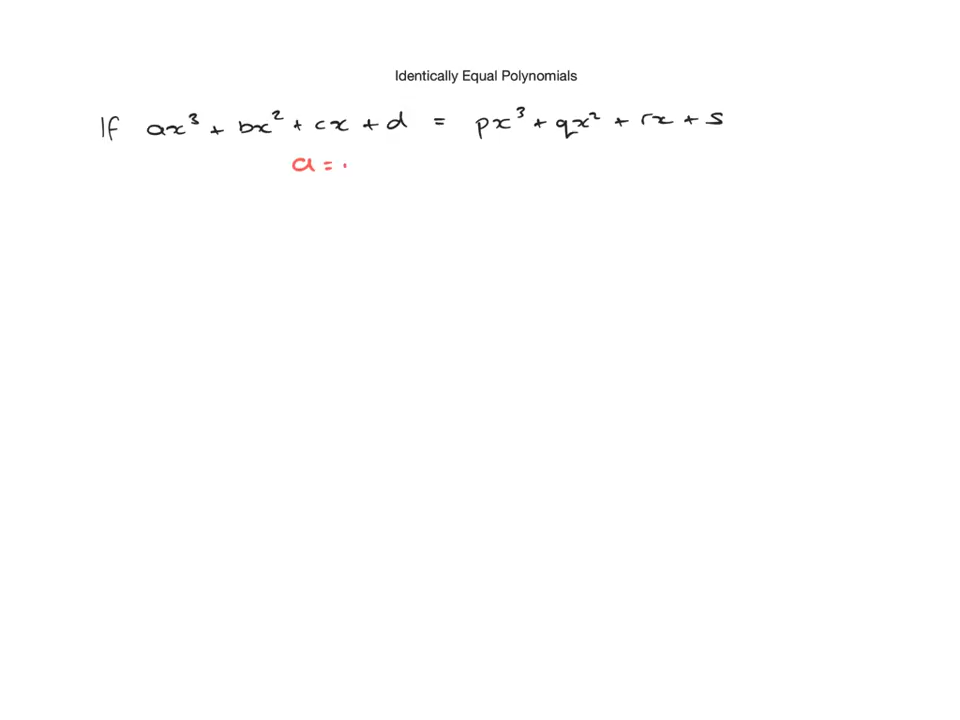 Identically Equal Polynomials
If ax³ + bx² + cx + d = px³ + qx² + rx + s
a =